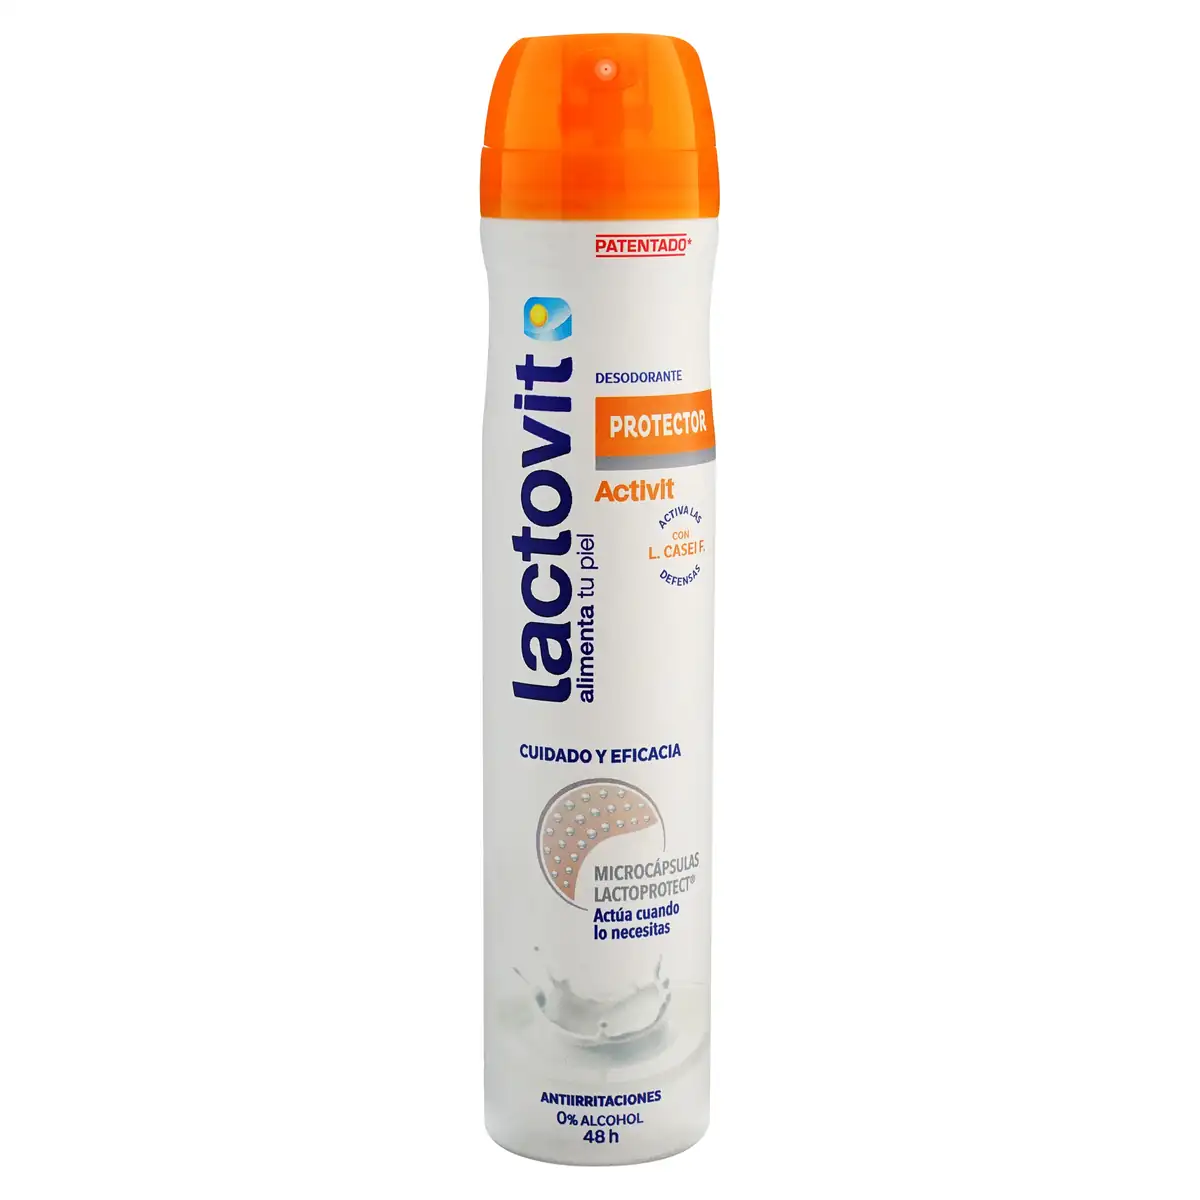 PATENTADO*
lactovit
alimenta tu piel
DESODORANTE
PROTECTOR
Activit
ACTIVA LAS
CON
L. CASEI F.
DEFENSAS
CUIDADO Y EFICACIA
MICROCÁPSULAS
LACTOPROTECT®
Actúa cuando
lo necesitas
ANTIIRRITACIONES
0% ALCOHOL
48 h